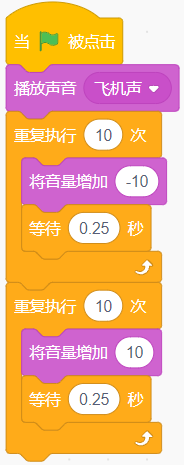 当 被点击
播放声音 飞机声
重复执行 10 次
将音量增加 -10
等待 0.25 秒
重复执行 10 次
将音量增加 10
等待 0.25 秒